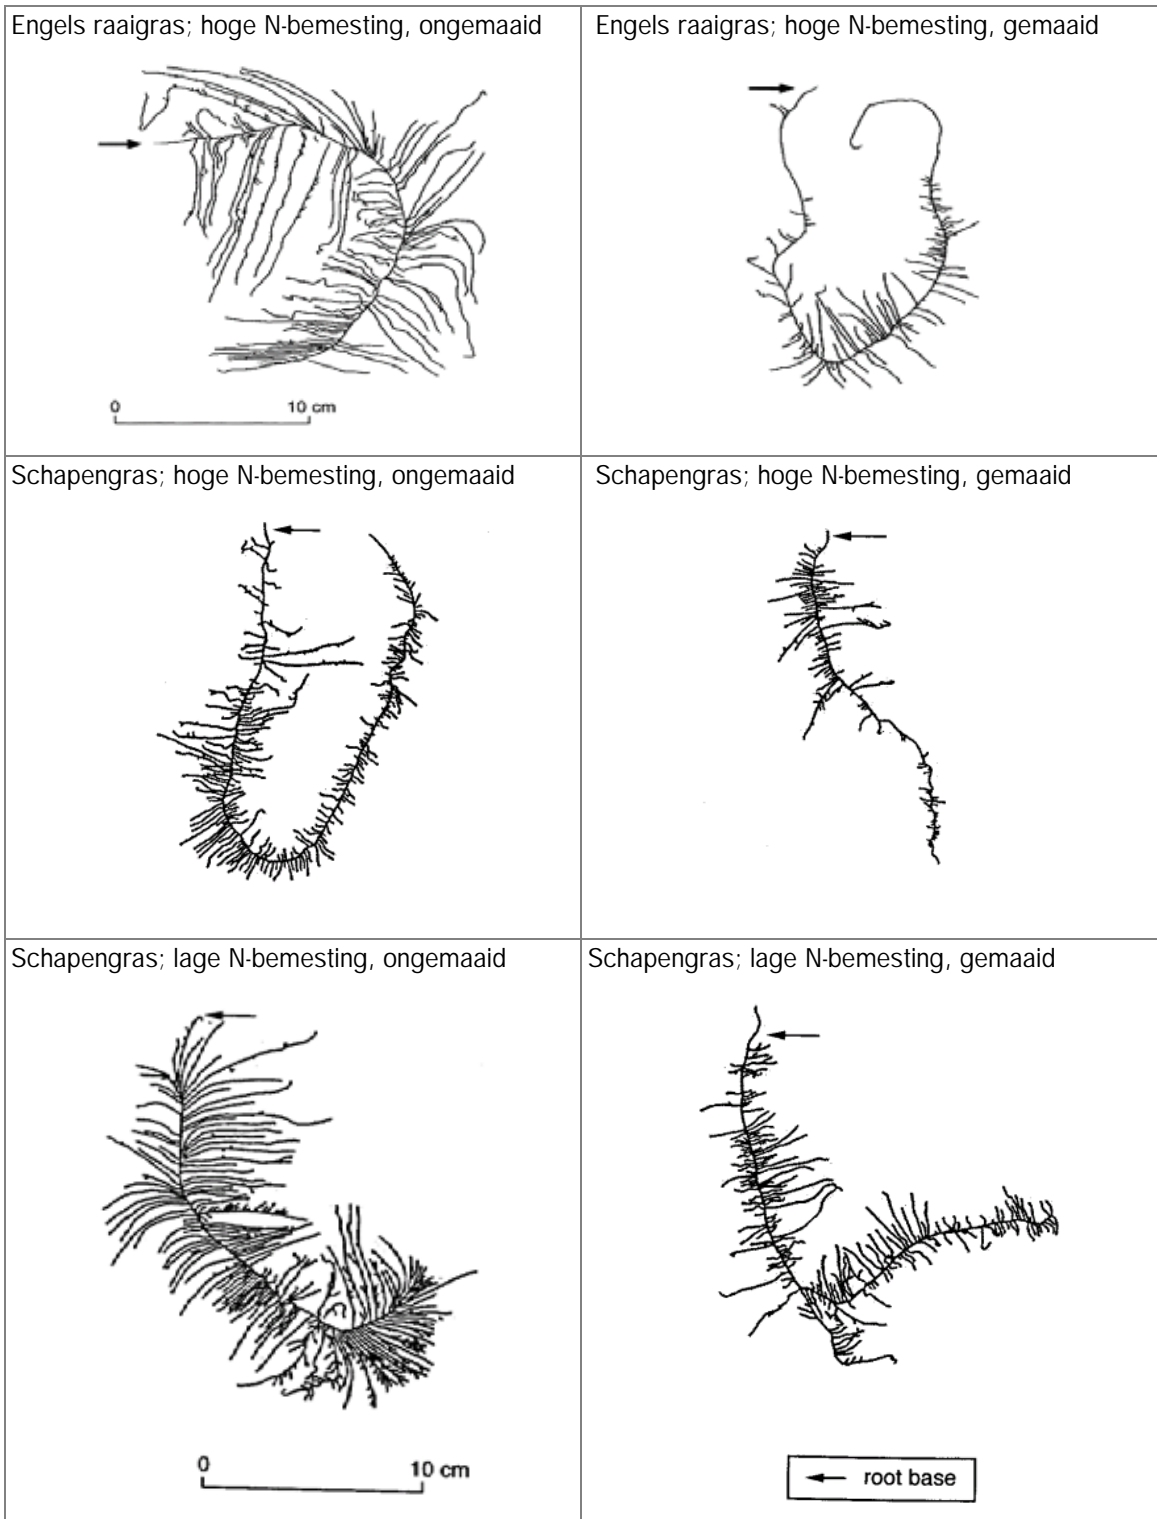 Engels raaigras; hoge N-bemesting, ongemaaid
Engels raaigras; hoge N-bemesting, gemaaid
0 10 cm
Schapengras; hoge N-bemesting, ongemaaid
Schapengras; hoge N-bemesting, gemaaid
Schapengras; lage N-bemesting, ongemaaid
Schapengras; lage N-bemesting, gemaaid
0 10 cm
root base